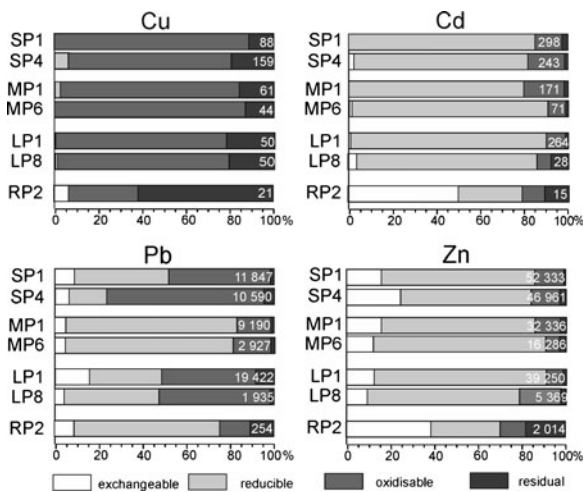 Cu Cd
SP1 88 SP1 298
SP4 159 SP4 243
MP1 61 MP1 171
MP6 44 MP6 71
LP1 50 LP1 264
LP8 50 LP8 28
RP2 21 RP2 15
0 20 40 60 80 100% 0 20 40 60 80 100%
Pb Zn
SP1 11 847 SP1 52 333
SP4 10 590 SP4 46 961
MP1 9 190 MP1 32 336
MP6 2 927 MP6 16 286
LP1 19 422 LP1 39 250
LP8 1 935 LP8 5 369
RP2 254 RP2 2 014
0 20 40 60 80 100% 0 20 40 60 80 100%
exchangeable reducible oxidisable residual